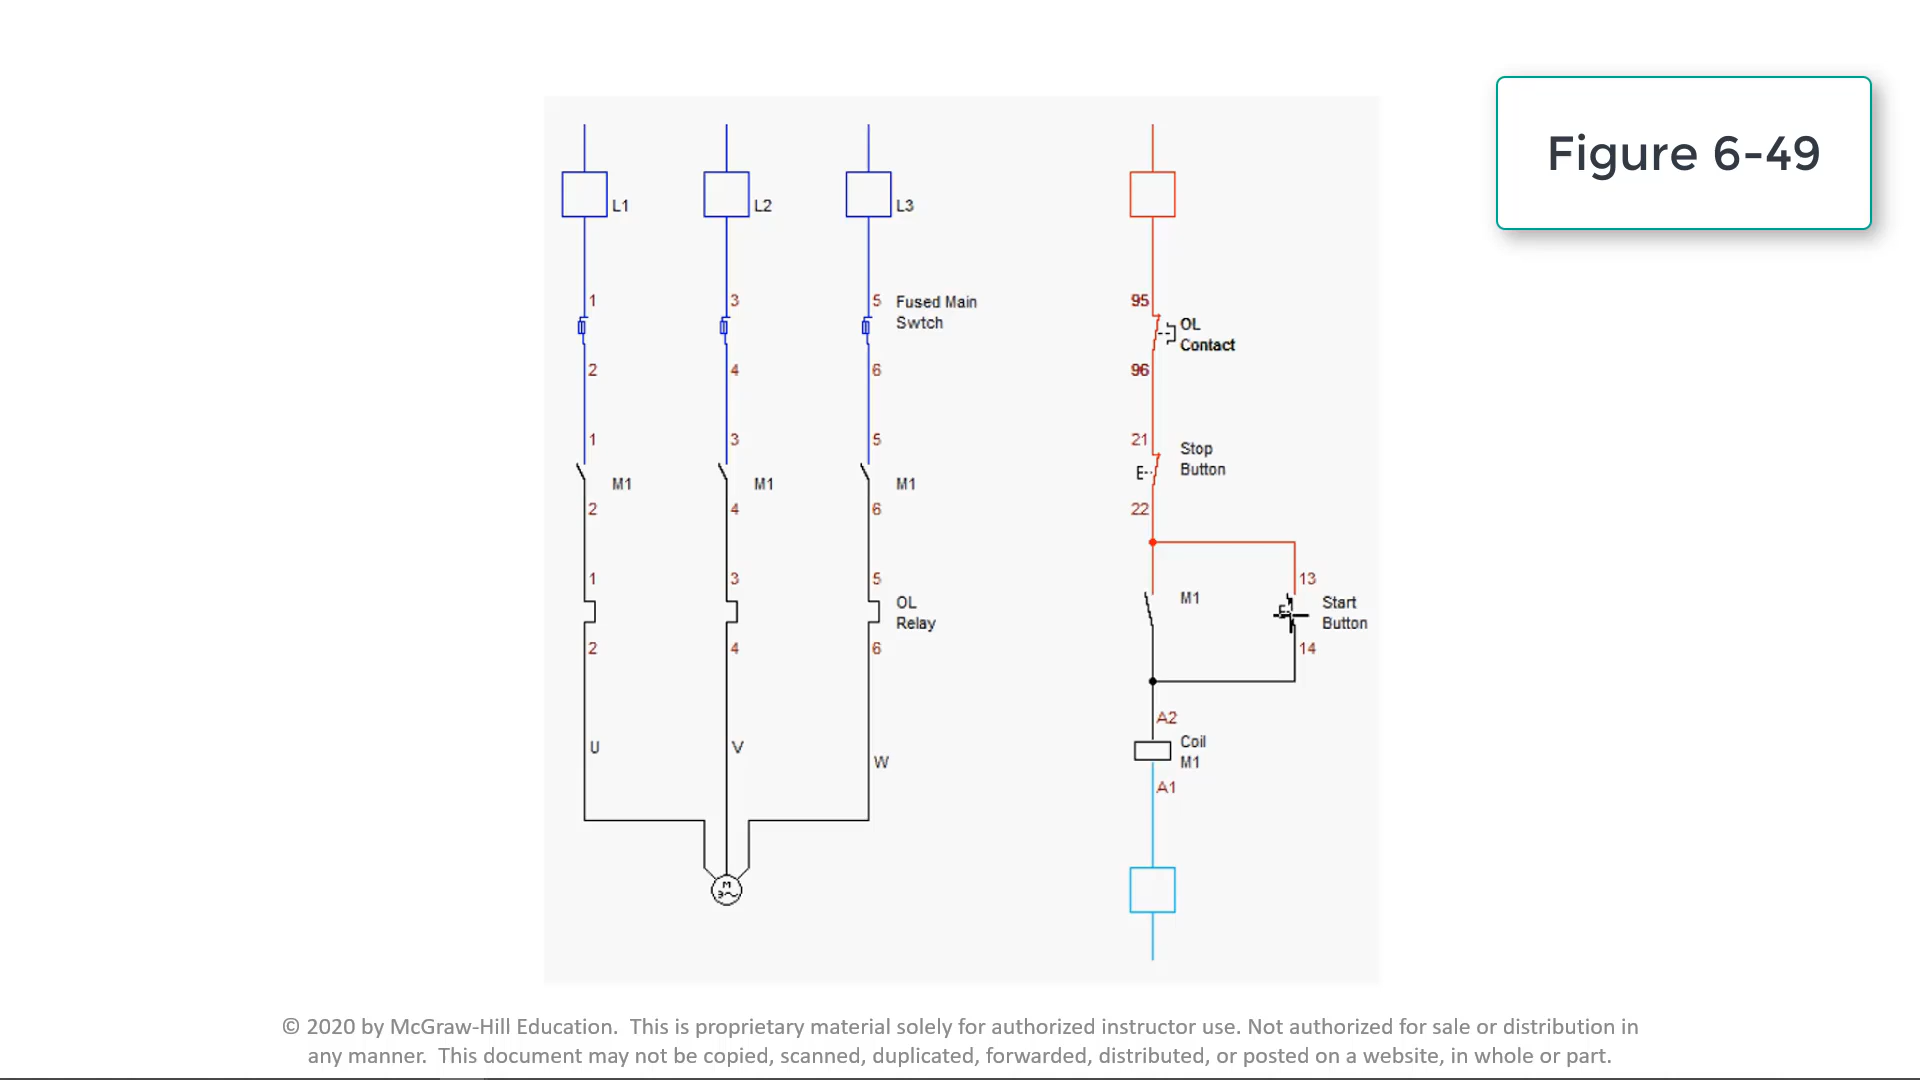 Figure 6-49
L1
L2
L3
1
3
5
Fused Main
Swtch
95
OL
Contact
2
4
6
96
1
3
5
21
Stop
Button
E
M1
M1
M1
2
4
6
22
1
3
5
13
OL
Relay
M1
E
Start
Button
2
4
6
14
A2
U
V
W
Coil
M1
A1
M
3~
© 2020 by McGraw-Hill Education.  This is proprietary material solely for authorized instructor use. Not authorized for sale or distribution in
any manner.  This document may not be copied, scanned, duplicated, forwarded, distributed, or posted on a website, in whole or part.